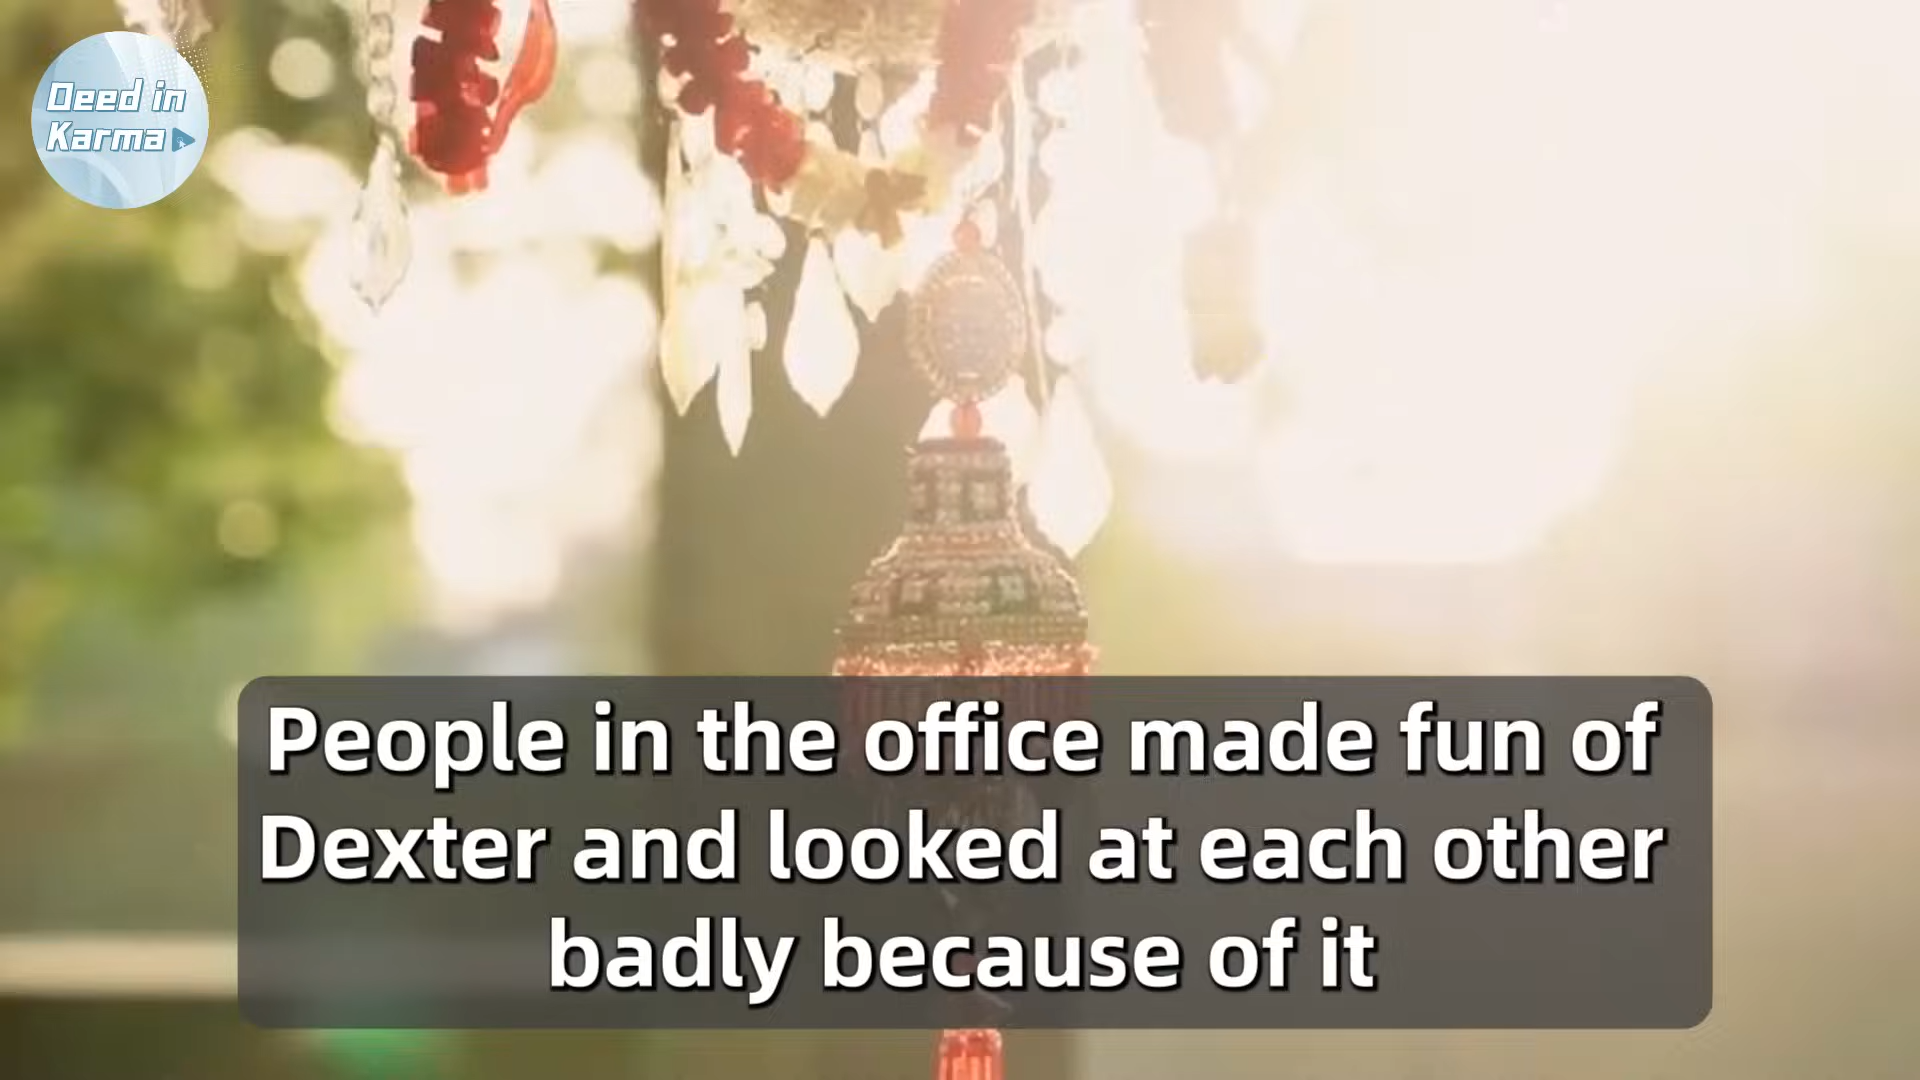 Deed in
Karma
People in the office made fun of
Dexter and looked at each other
badly because of it